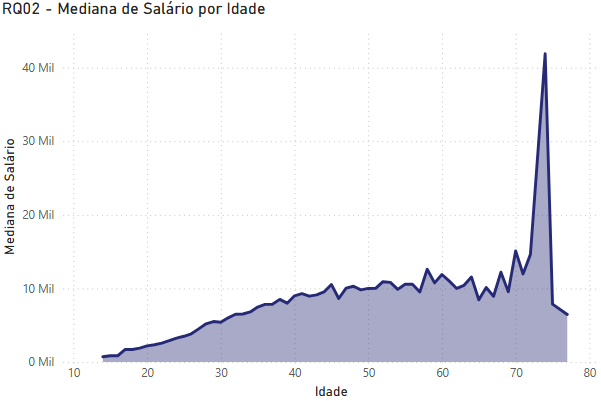 RQ02 - Mediana de Salário por Idade
Mediana de Salário
40 Mil
30 Mil
20 Mil
10 Mil
0 Mil
10 20 30 40 50 60 70 80
Idade